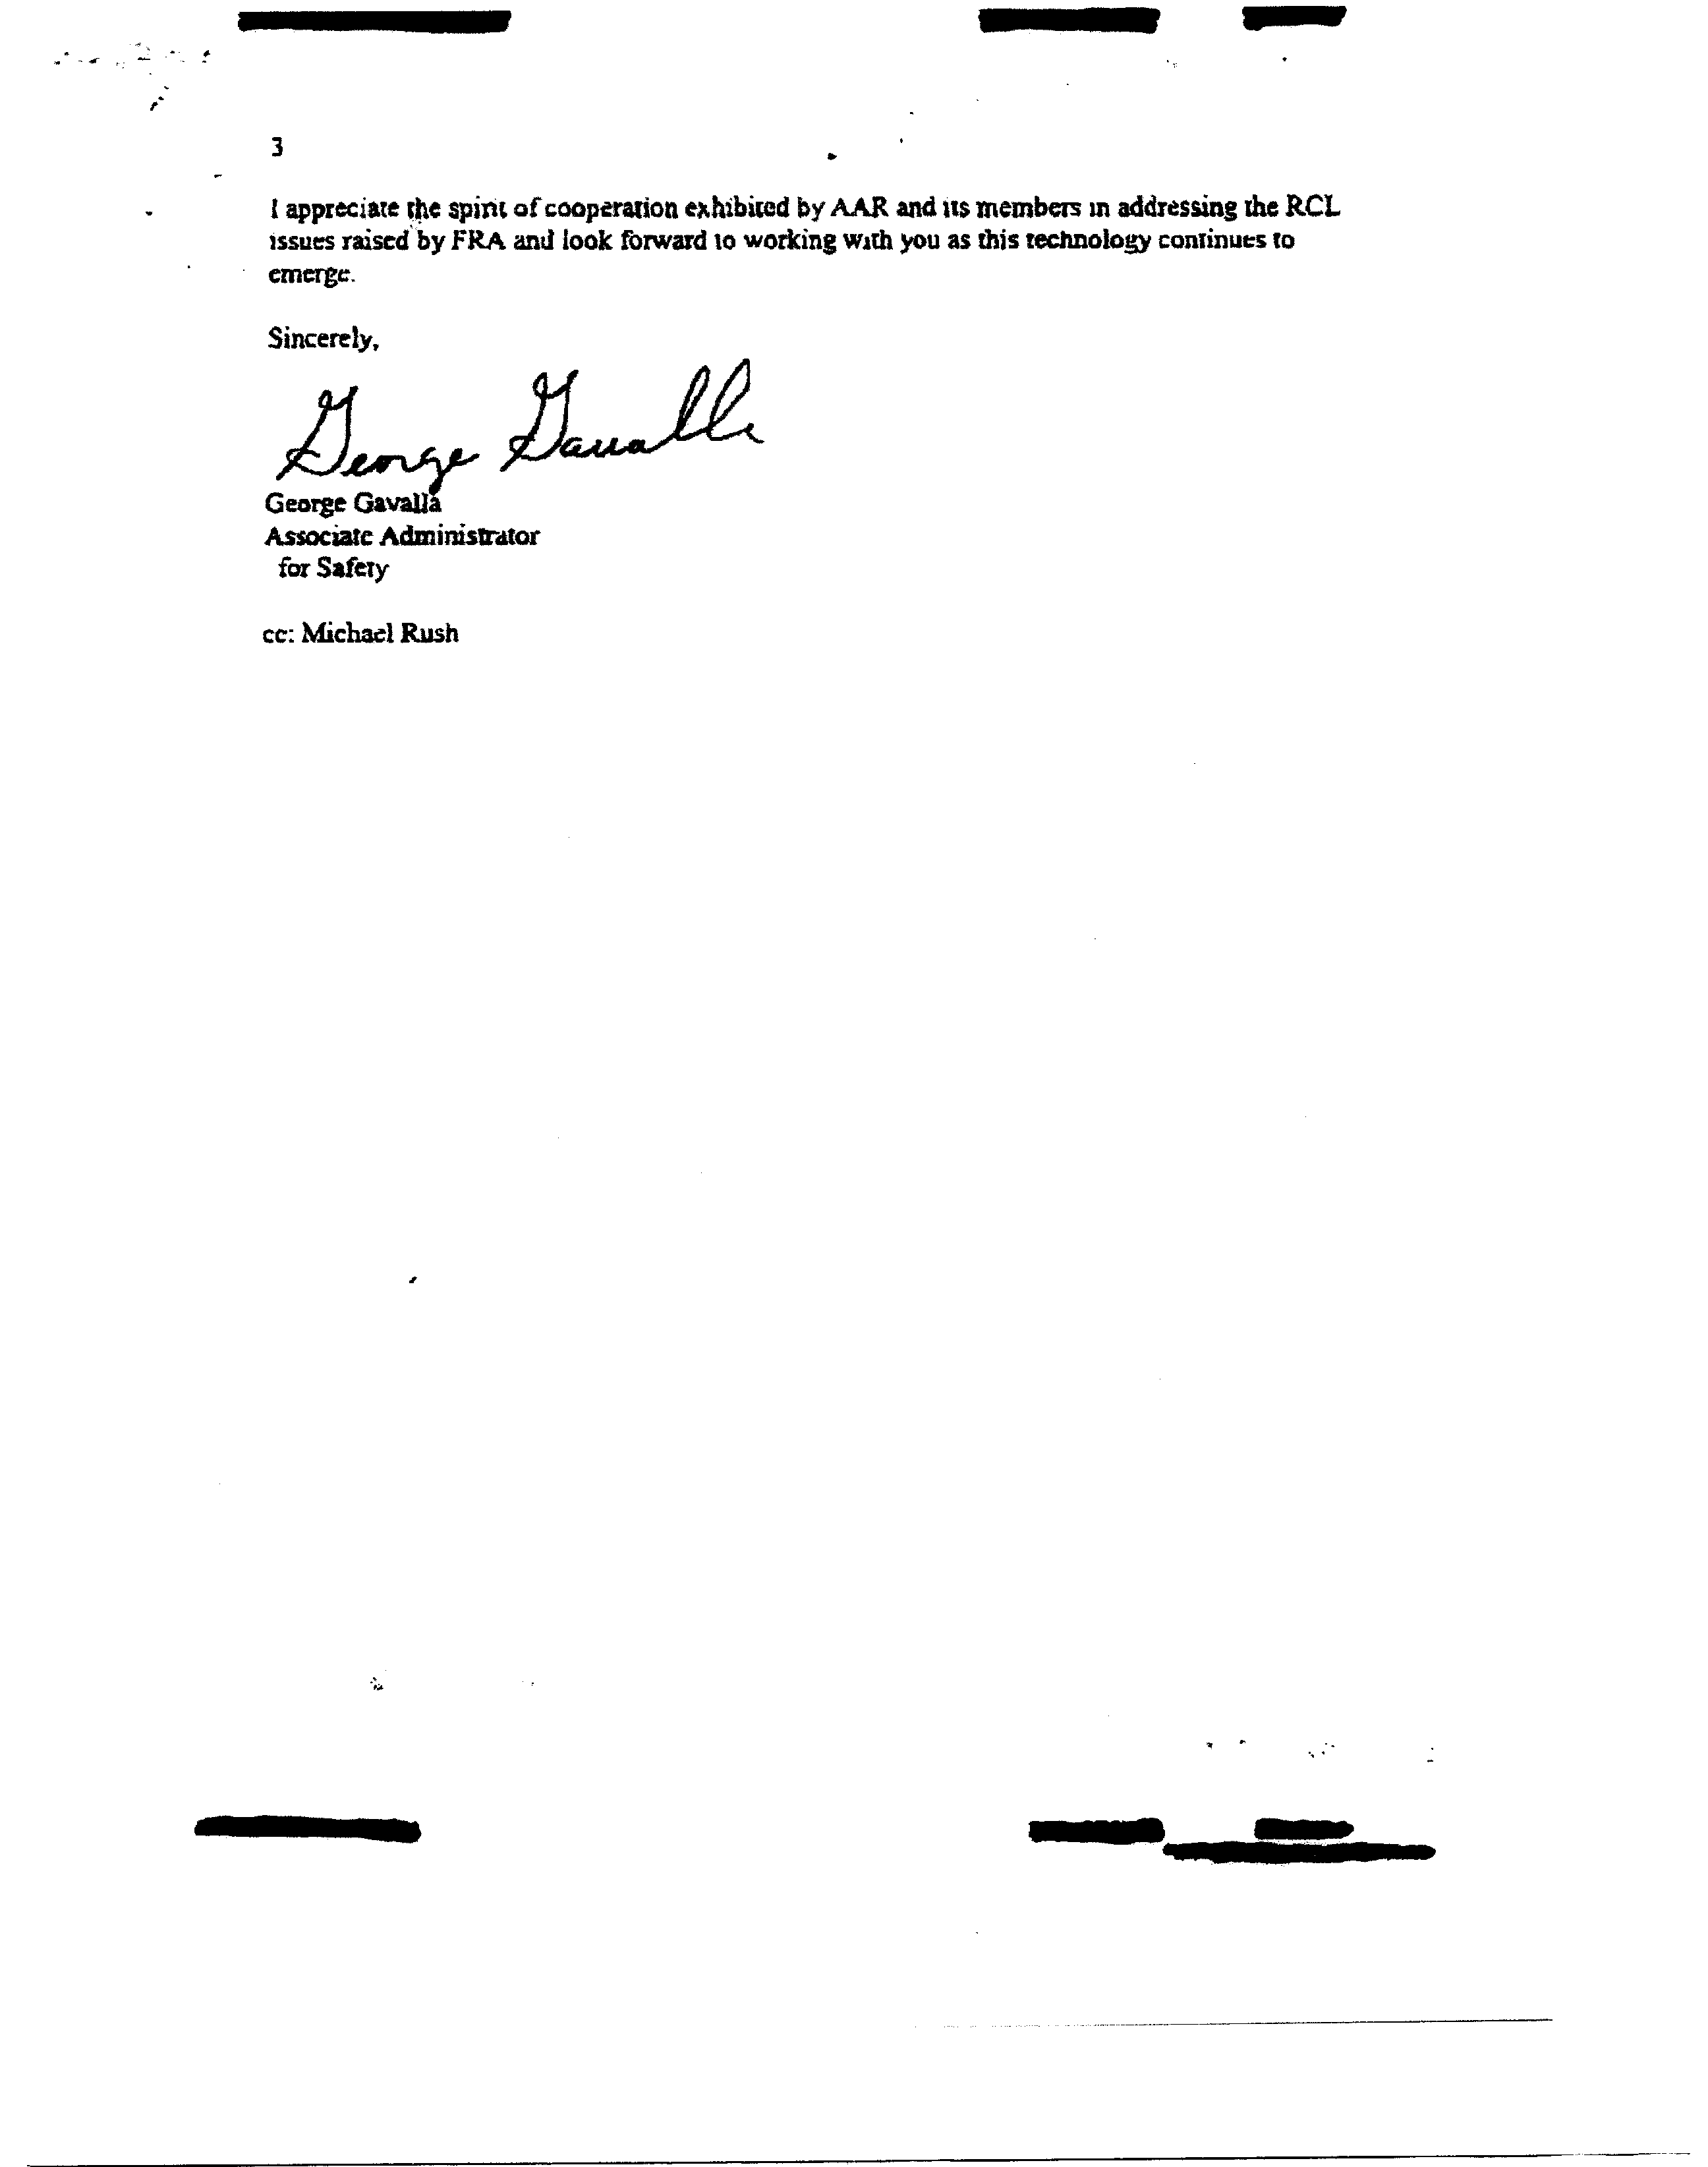 3
I appreciate the spirit of cooperation exhibited by AAR and its members in addressing the RCL
issues raised by FRA and look forward to working with you as this technology continues to
emerge.
Sincerely,
George Gavalla
George Gavalla
Associate Administrator
for Safety
cc: Michael Rush